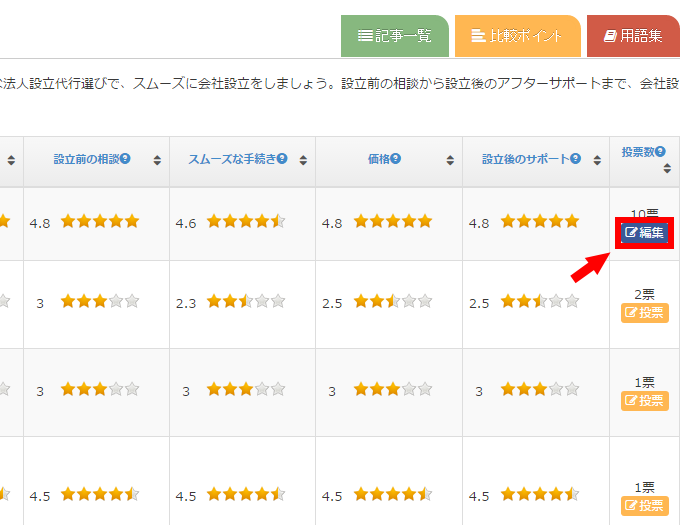 記事一覧
比較ポイント
用語集
な法人設立代行選びで、スムーズに会社設立をしましょう。設立前の相談から設立後のアフターサポートまで、会社設
設立前の相談 スムーズな手続き 価格 設立後のサポート 投票数
4.8 4.6 4.8 4.8 10票
編集
3 2.3 2.5 2.5 2票
投票
3 3 3 3 1票
投票
4.5 4.5 4.5 4.5 1票
投票